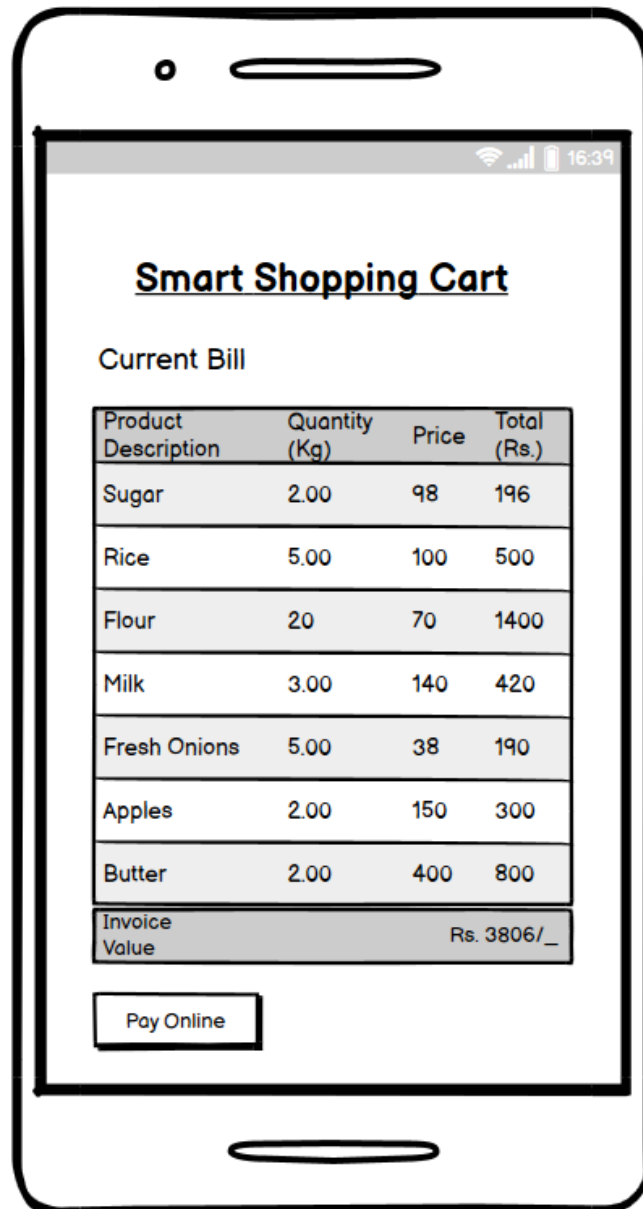 16:39
Smart Shopping Cart
Current Bill
Product Description Quantity (Kg) Price Total (Rs.)
Sugar 2.00 98 196
Rice 5.00 100 500
Flour 20 70 1400
Milk 3.00 140 420
Fresh Onions 5.00 38 190
Apples 2.00 150 300
Butter 2.00 400 800
Invoice Value Rs. 3806/_
Pay Online